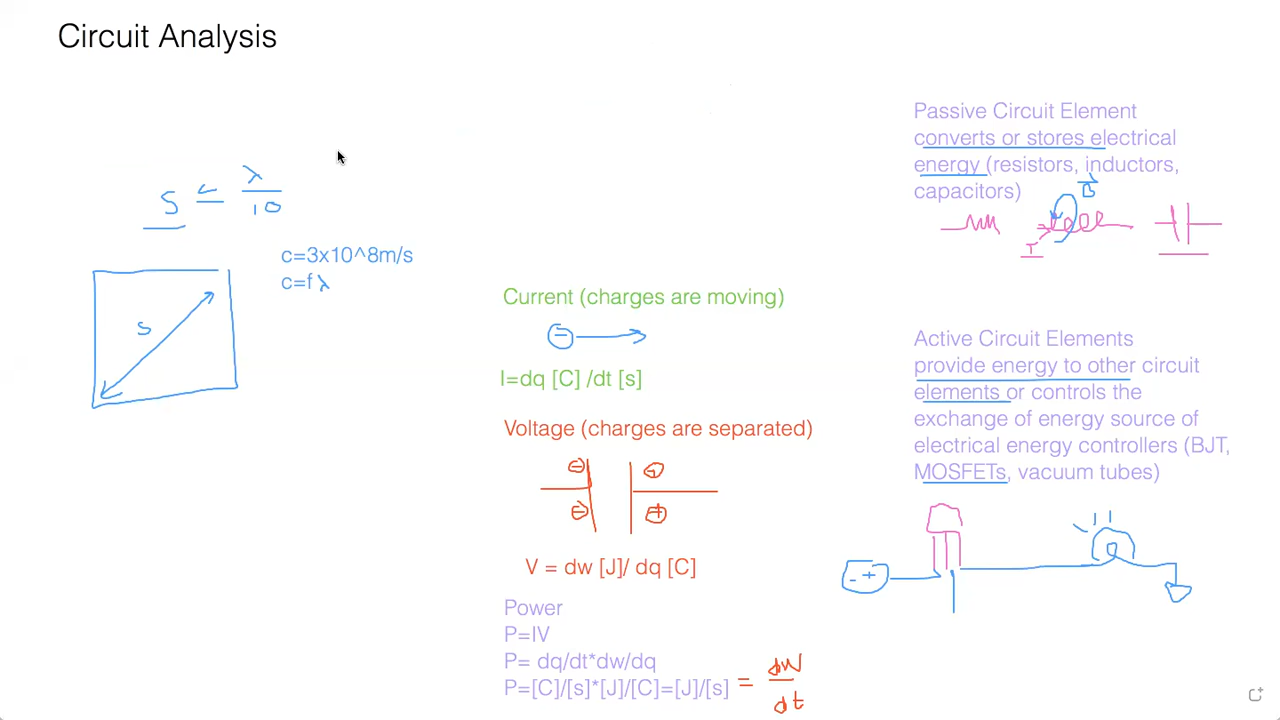 Circuit Analysis
S ≤ λ/10
c=3x10^8m/s
c=f λ
s
Current (charges are moving)
−
I=dq [C] /dt [s]
Voltage (charges are separated)
− +
− +
V = dw [J]/ dq [C]
Power
P=IV
P= dq/dt*dw/dq
P=[C]/[s]*[J]/[C]=[J]/[s] = dW/dt
Passive Circuit Element
converts or stores electrical
energy (resistors, inductors,
capacitors)
B
I
Active Circuit Elements
provide energy to other circuit
elements or controls the
exchange of energy source of
electrical energy controllers (BJT,
MOSFETs, vacuum tubes)
- +